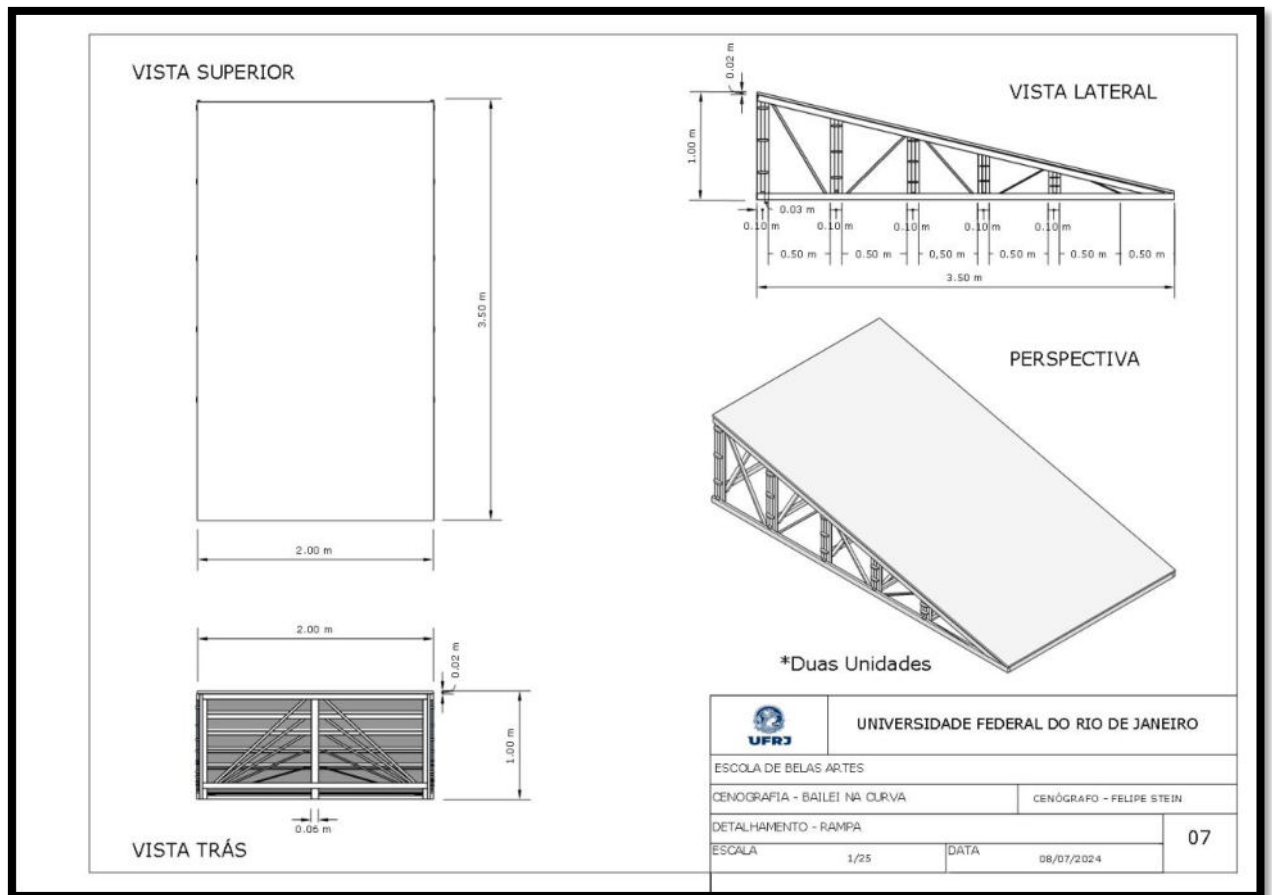 VISTA SUPERIOR
3.50 m
2.00 m
0.02 m
VISTA LATERAL
1.00 m
0.03 m
0.10 m 0.10 m 0.10 m 0.10 m 0.10 m
0.50 m 0.50 m 0,50 m 0.50 m 0.50 m 0.50 m
3.50 m
PERSPECTIVA
*Duas Unidades
2.00 m
0.02 m
1.00 m
0.06 m
VISTA TRÁS
UFRJ
UNIVERSIDADE FEDERAL DO RIO DE JANEIRO
ESCOLA DE BELAS ARTES
CENOGRAFIA - BAILEI NA CURVA
CENÓGRAFO - FELIPE STEIN
DETALHAMENTO - RAMPA
07
ESCALA 1/25 DATA 08/07/2024